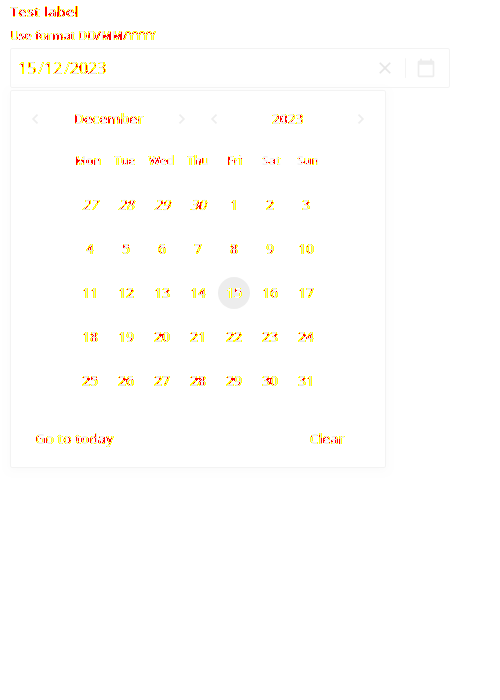 Test label
Use format DD/MM/YYYY
15/12/2023
December 2023
Mon Tue Wed Thu Fri Sat Sun
27 28 29 30 1 2 3
4 5 6 7 8 9 10
11 12 13 14 15 16 17
18 19 20 21 22 23 24
25 26 27 28 29 30 31
Go to today Clear